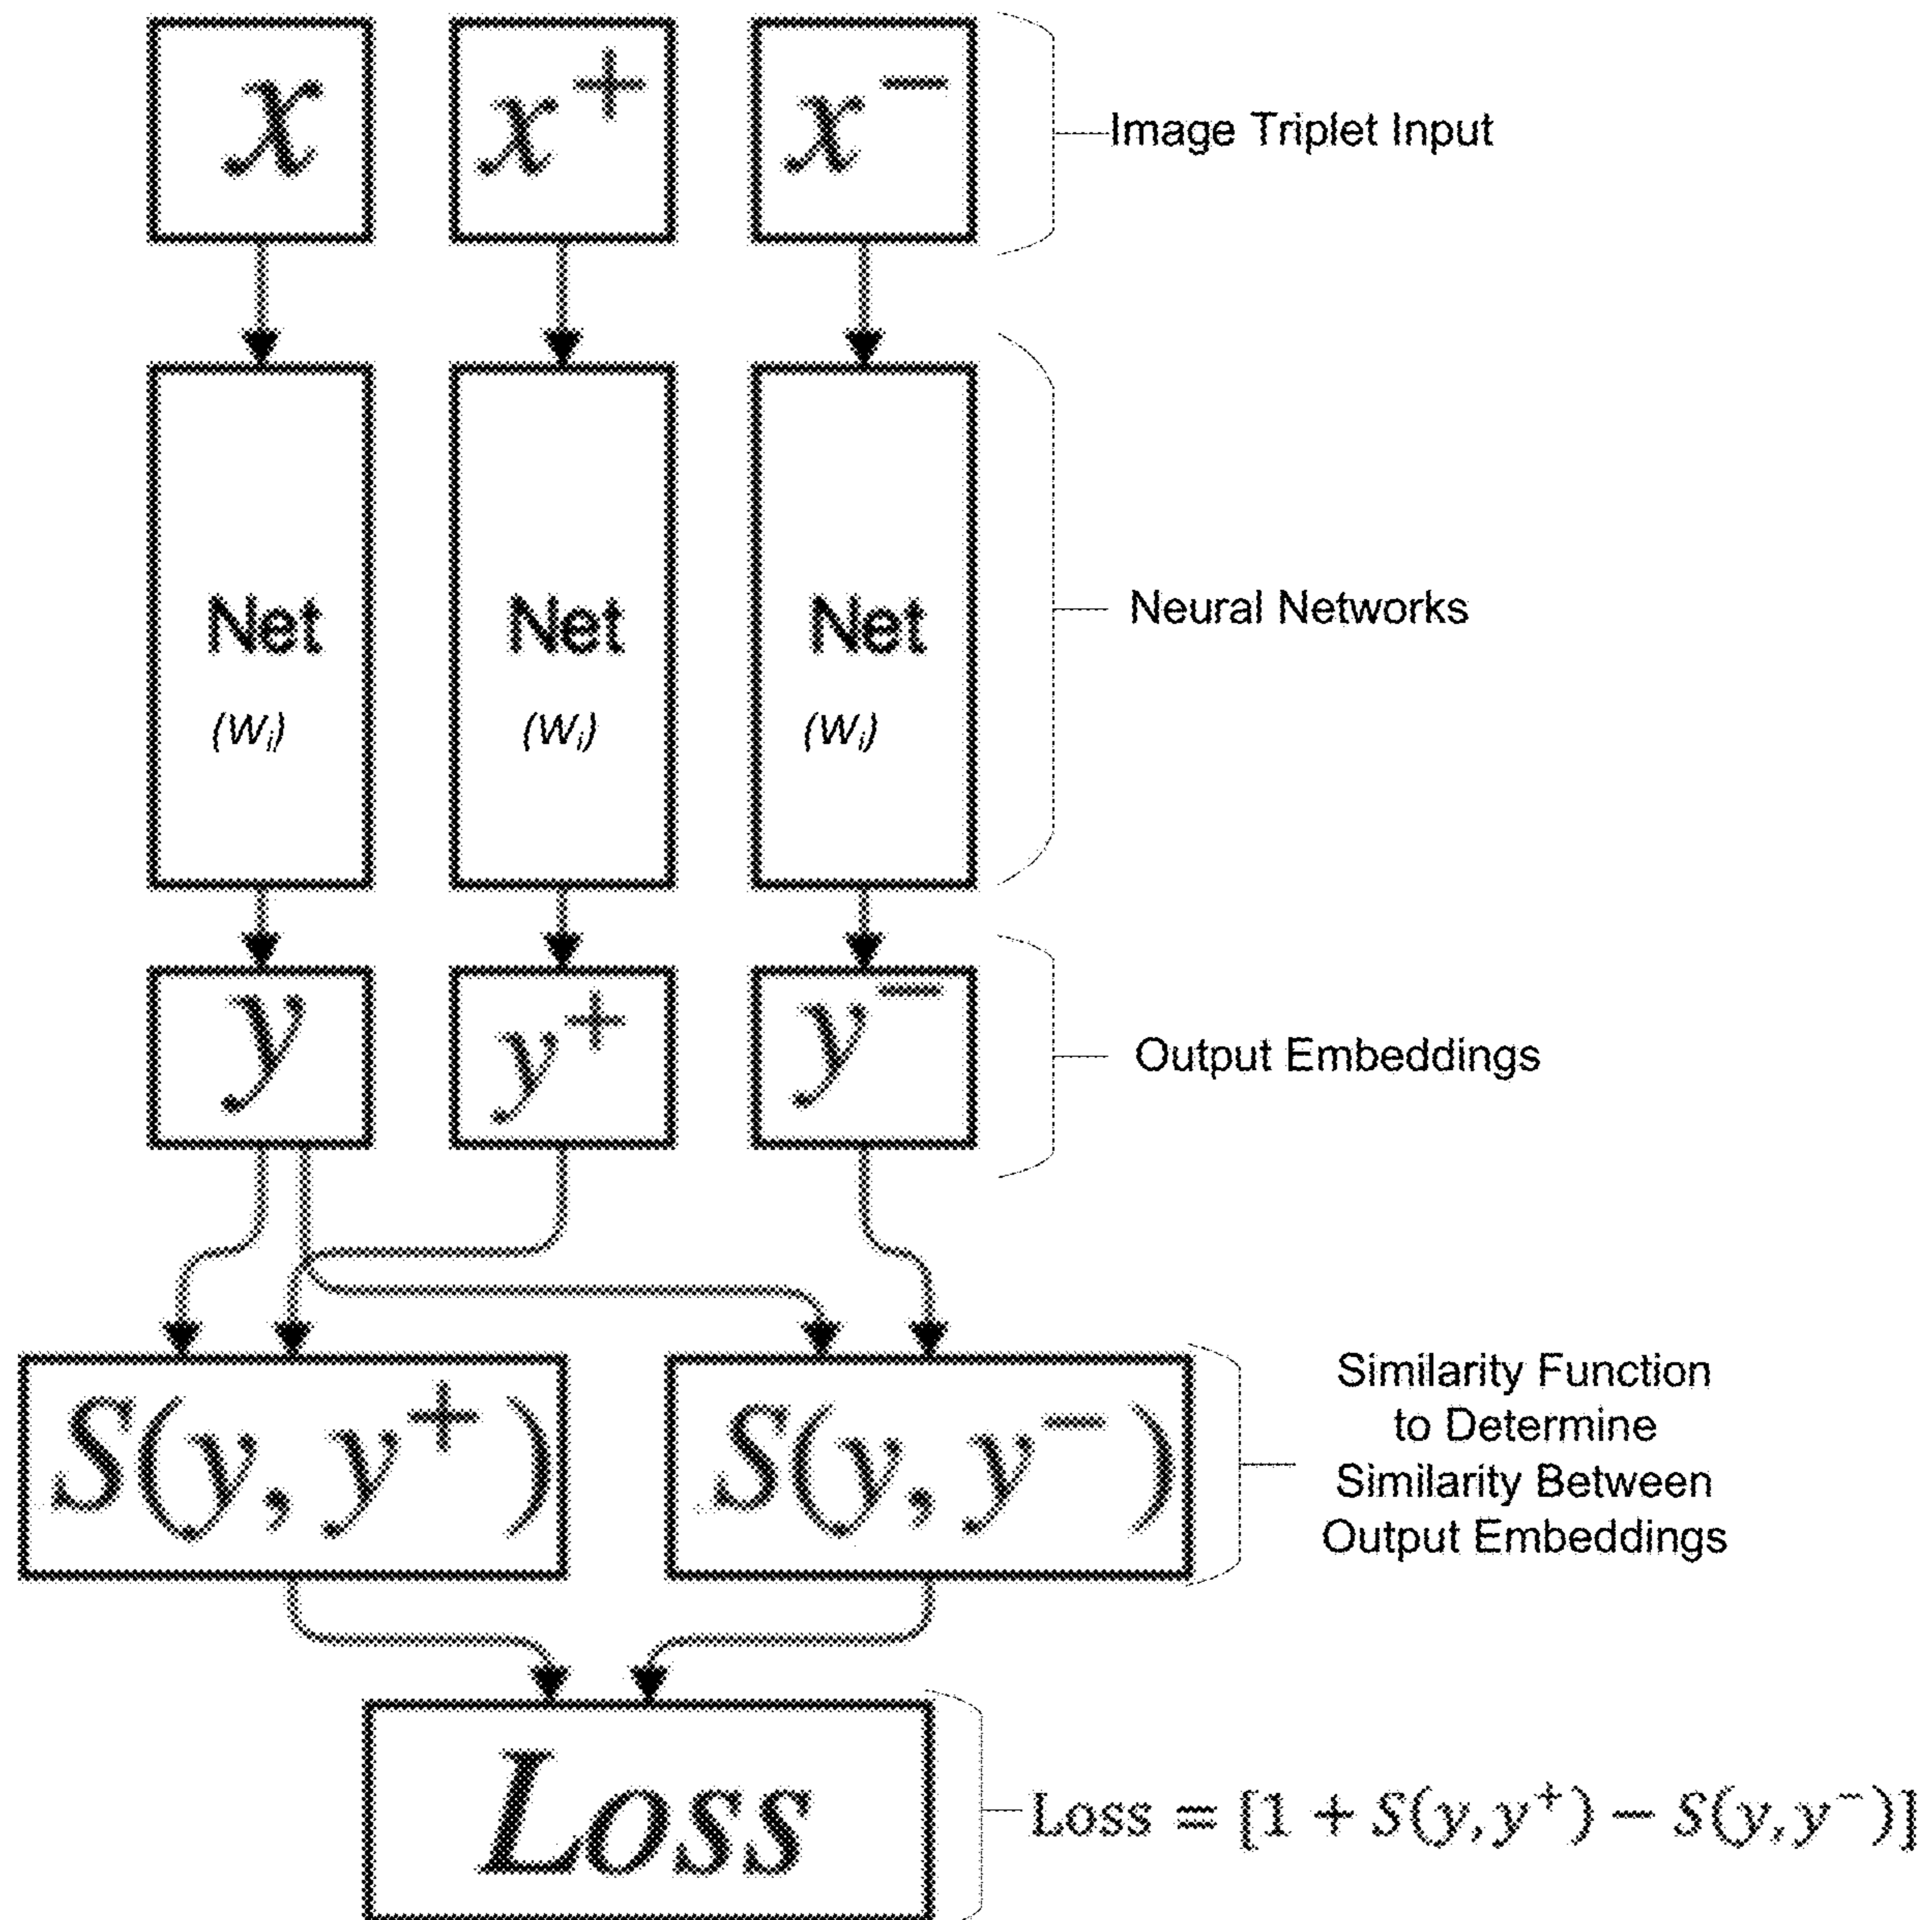 x x⁺ x⁻
Image Triplet Input
Net Net Net
(Wᵢ) (Wᵢ) (Wᵢ)
Neural Networks
y y⁺ y⁻
Output Embeddings
S(y, y⁺) S(y, y⁻)
Similarity Function
to Determine
Similarity Between
Output Embeddings
Loss
Loss = [1 + S(y, y⁺) − S(y, y⁻)]